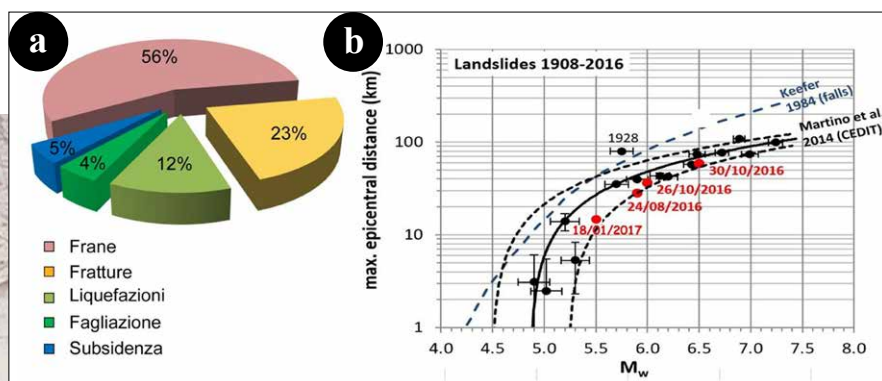 a
56%
23%
12%
4%
5%
Frane
Fratture
Liquefazioni
Fagliazione
Subsidenza
b
Landslides 1908-2016
max. epicentral distance (km)
1000
100
10
1
Keefer
1984 (falls)
Martino et al
2014 (CEDIT)
1928
30/10/2016
26/10/2016
24/08/2016
18/01/2017
4.0 4.5 5.0 5.5 6.0 6.5 7.0 7.5 8.0
Mw